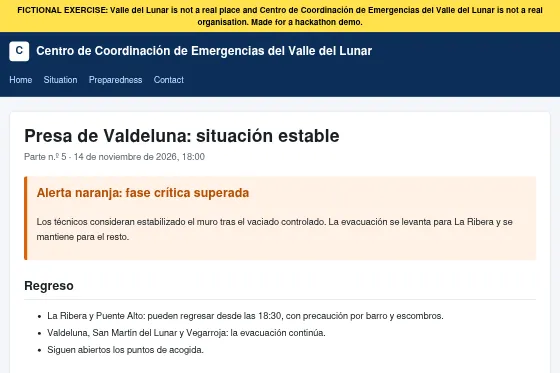 FICTIONAL EXERCISE: Valle del Lunar is not a real place and Centro de Coordinación de Emergencias del Valle del Lunar is not a real
organisation. Made for a hackathon demo.
C
Centro de Coordinación de Emergencias del Valle del Lunar
Home Situation Preparedness Contact
Presa de Valdeluna: situación estable
Parte n.º 5 · 14 de noviembre de 2026, 18:00
Alerta naranja: fase crítica superada
Los técnicos consideran estabilizado el muro tras el vaciado controlado. La evacuación se levanta para La Ribera y se
mantiene para el resto.
Regreso
• La Ribera y Puente Alto: pueden regresar desde las 18:30, con precaución por barro y escombros.
• Valdeluna, San Martín del Lunar y Vegarroja: la evacuación continúa.
• Siguen abiertos los puntos de acogida.